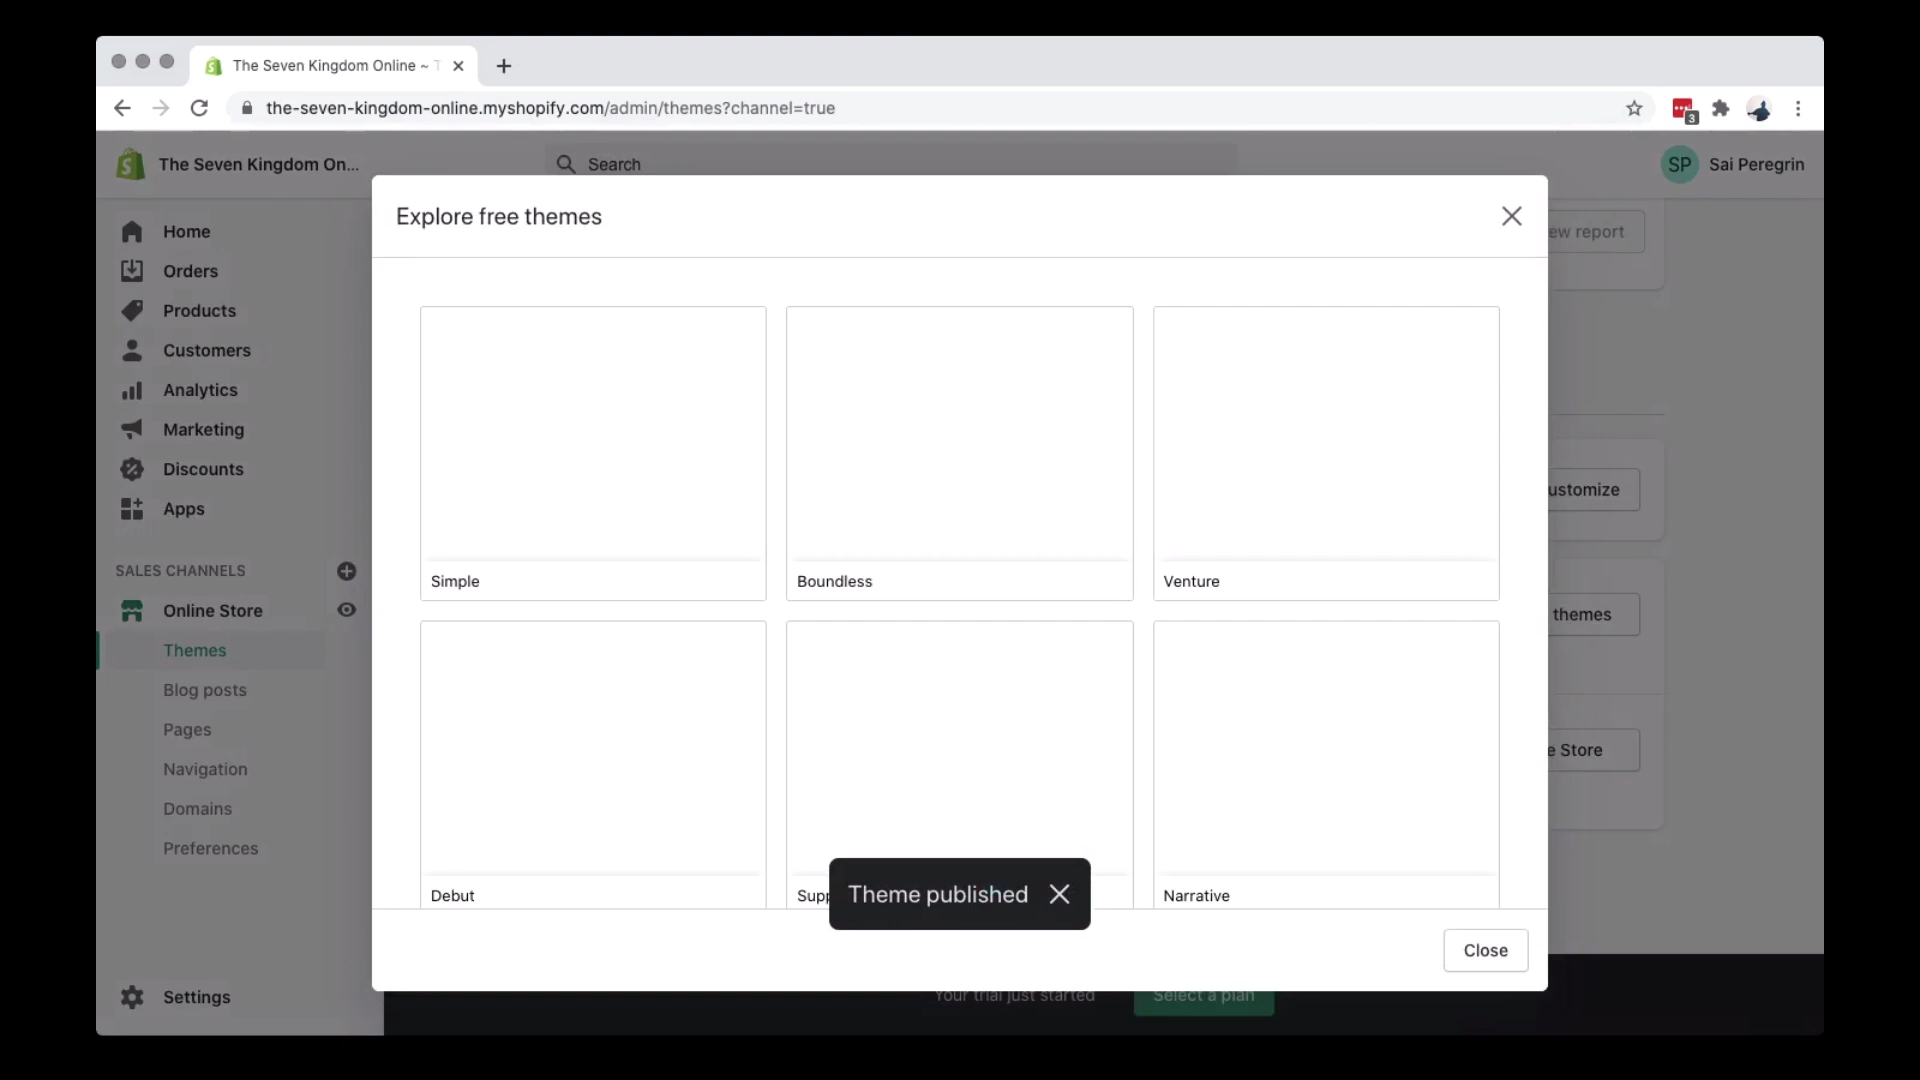 The Seven Kingdom Online ~
the-seven-kingdom-online.myshopify.com/admin/themes?channel=true
3
The Seven Kingdom On...
Search
SP
Sai Peregrin
Home
Orders
Products
Customers
Analytics
Marketing
Discounts
Apps
SALES CHANNELS
Online Store
Themes
Blog posts
Pages
Navigation
Domains
Preferences
Settings
Explore free themes
Simple
Boundless
Venture
Debut
Narrative
Theme published
Close
ew report
ustomize
themes
e Store
Your trial just started
Select a plan